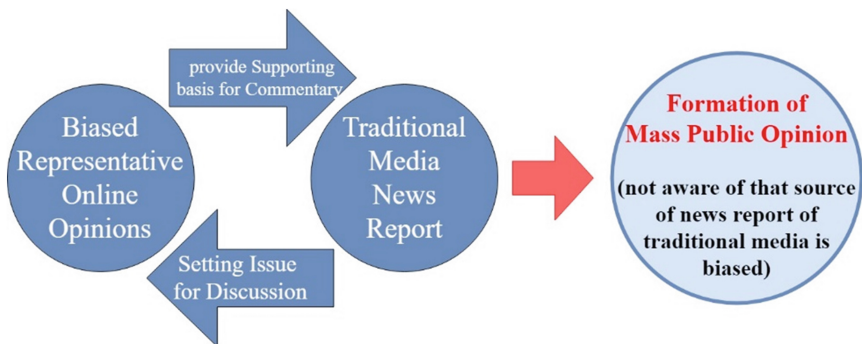 provide Supporting
basis for Commentary
Biased
Representative
Online
Opinions
Traditional
Media
News
Report
Setting Issue
for Discussion
Formation of
Mass Public Opinion
(not aware of that source
of news report of
traditional media is
biased)